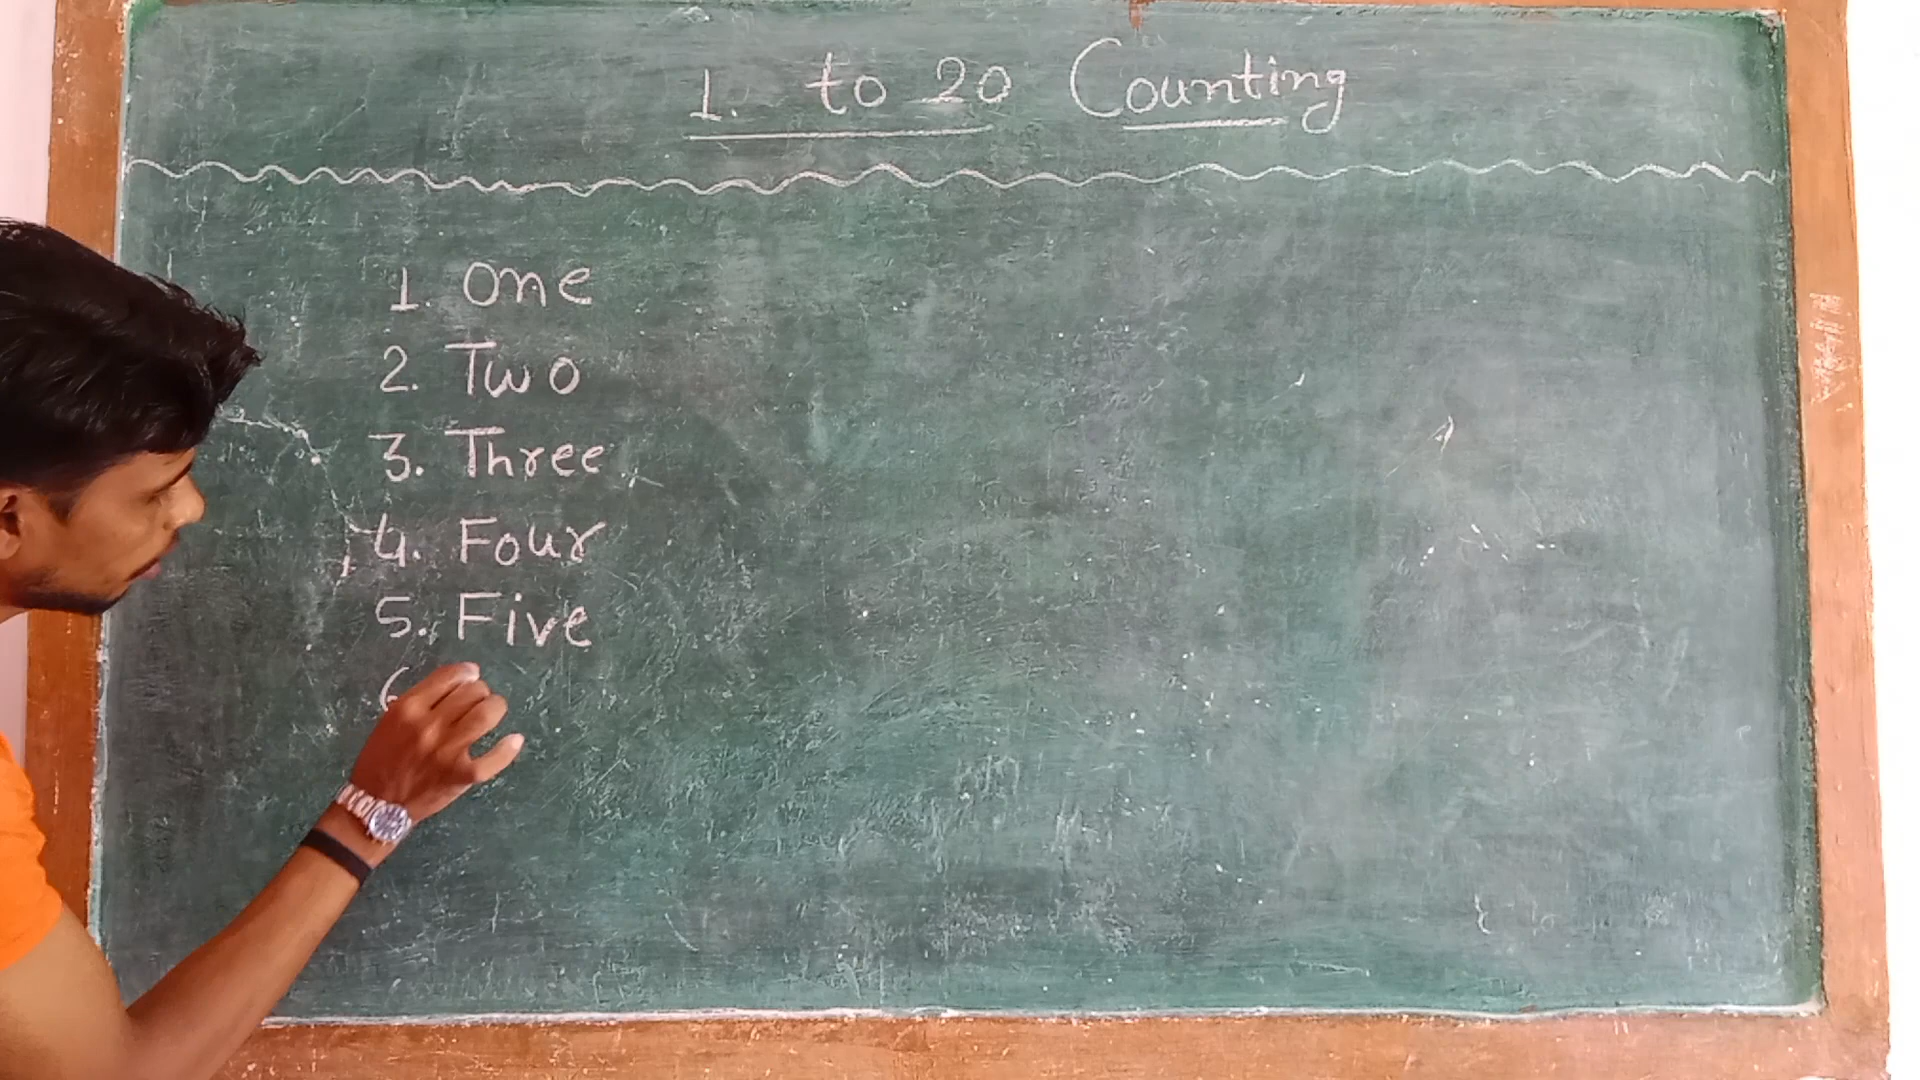 1. to 20 Counting
1. One
2. Two
3. Three
4. Four
5. Five
6